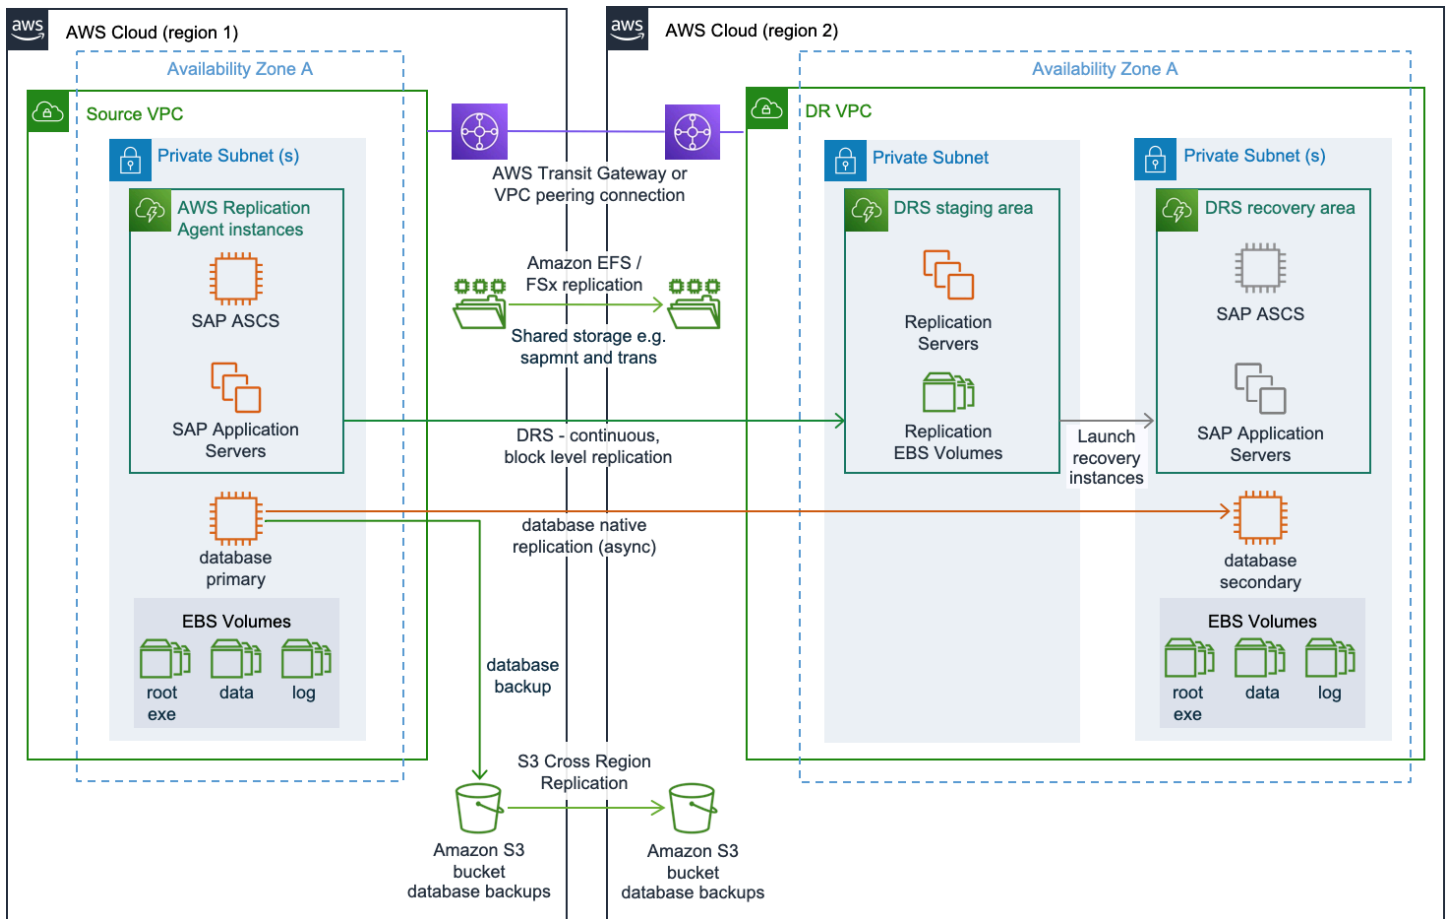 aws
AWS Cloud (region 1)
Availability Zone A
Source VPC
Private Subnet (s)
AWS Replication
Agent instances
SAP ASCS
SAP Application
Servers
database
primary
EBS Volumes
root
exe
data
log
AWS Transit Gateway or
VPC peering connection
Amazon EFS /
FSx replication
Shared storage e.g.
sapmnt and trans
DRS - continuous,
block level replication
database native
replication (async)
database
backup
S3 Cross Region
Replication
Amazon S3
bucket
database backups
Amazon S3
bucket
database backups
aws
AWS Cloud (region 2)
Availability Zone A
DR VPC
Private Subnet
DRS staging area
Replication
Servers
Replication
EBS Volumes
Launch
recovery
instances
Private Subnet (s)
DRS recovery area
SAP ASCS
SAP Application
Servers
database
secondary
EBS Volumes
root
exe
data
log